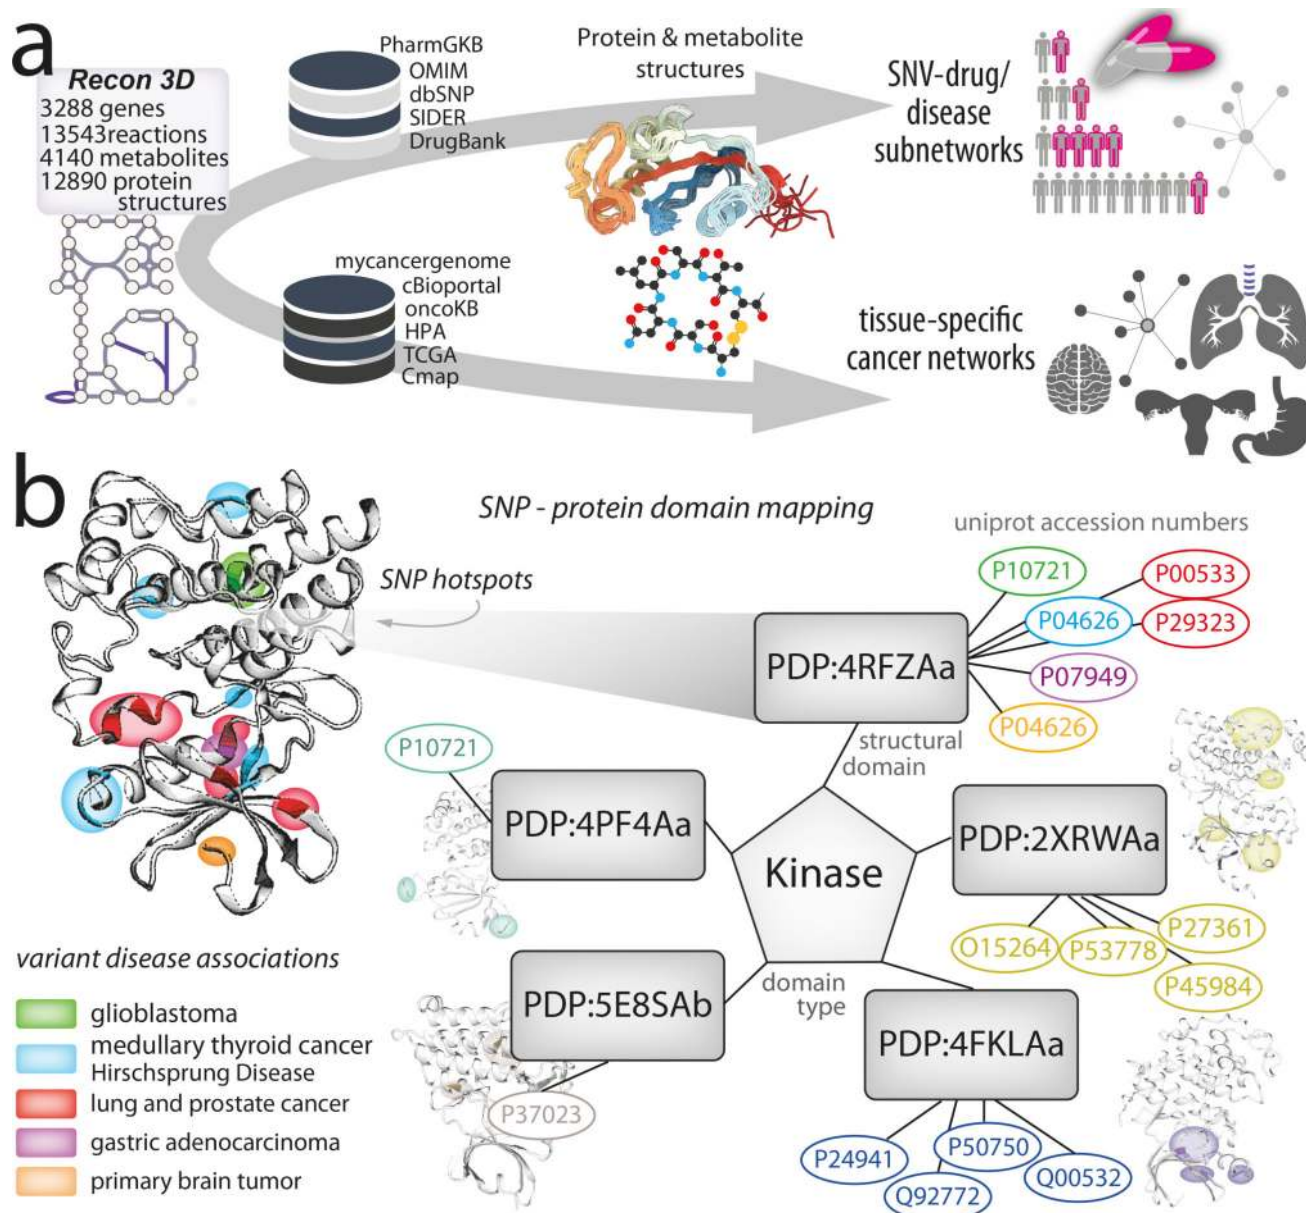 a
Recon 3D
3288 genes
13543reactions
4140 metabolites
12890 protein
structures
PharmGKB
OMIM
dbSNP
SIDER
DrugBank
Protein & metabolite
structures
SNV-drug/
disease
subnetworks
mycancergenome
cBioportal
oncoKB
HPA
TCGA
Cmap
tissue-specific
cancer networks
b
SNP - protein domain mapping
SNP hotspots
uniprot accession numbers
P10721
P00533
P04626
P29323
P07949
P04626
PDP:4RFZAa
structural
domain
P10721
PDP:4PF4Aa
Kinase
PDP:2XRWAa
O15264
P53778
P27361
P45984
domain
type
PDP:5E8SAb
P37023
PDP:4FKLAa
P24941
Q92772
P50750
Q00532
variant disease associations
glioblastoma
medullary thyroid cancer
Hirschsprung Disease
lung and prostate cancer
gastric adenocarcinoma
primary brain tumor